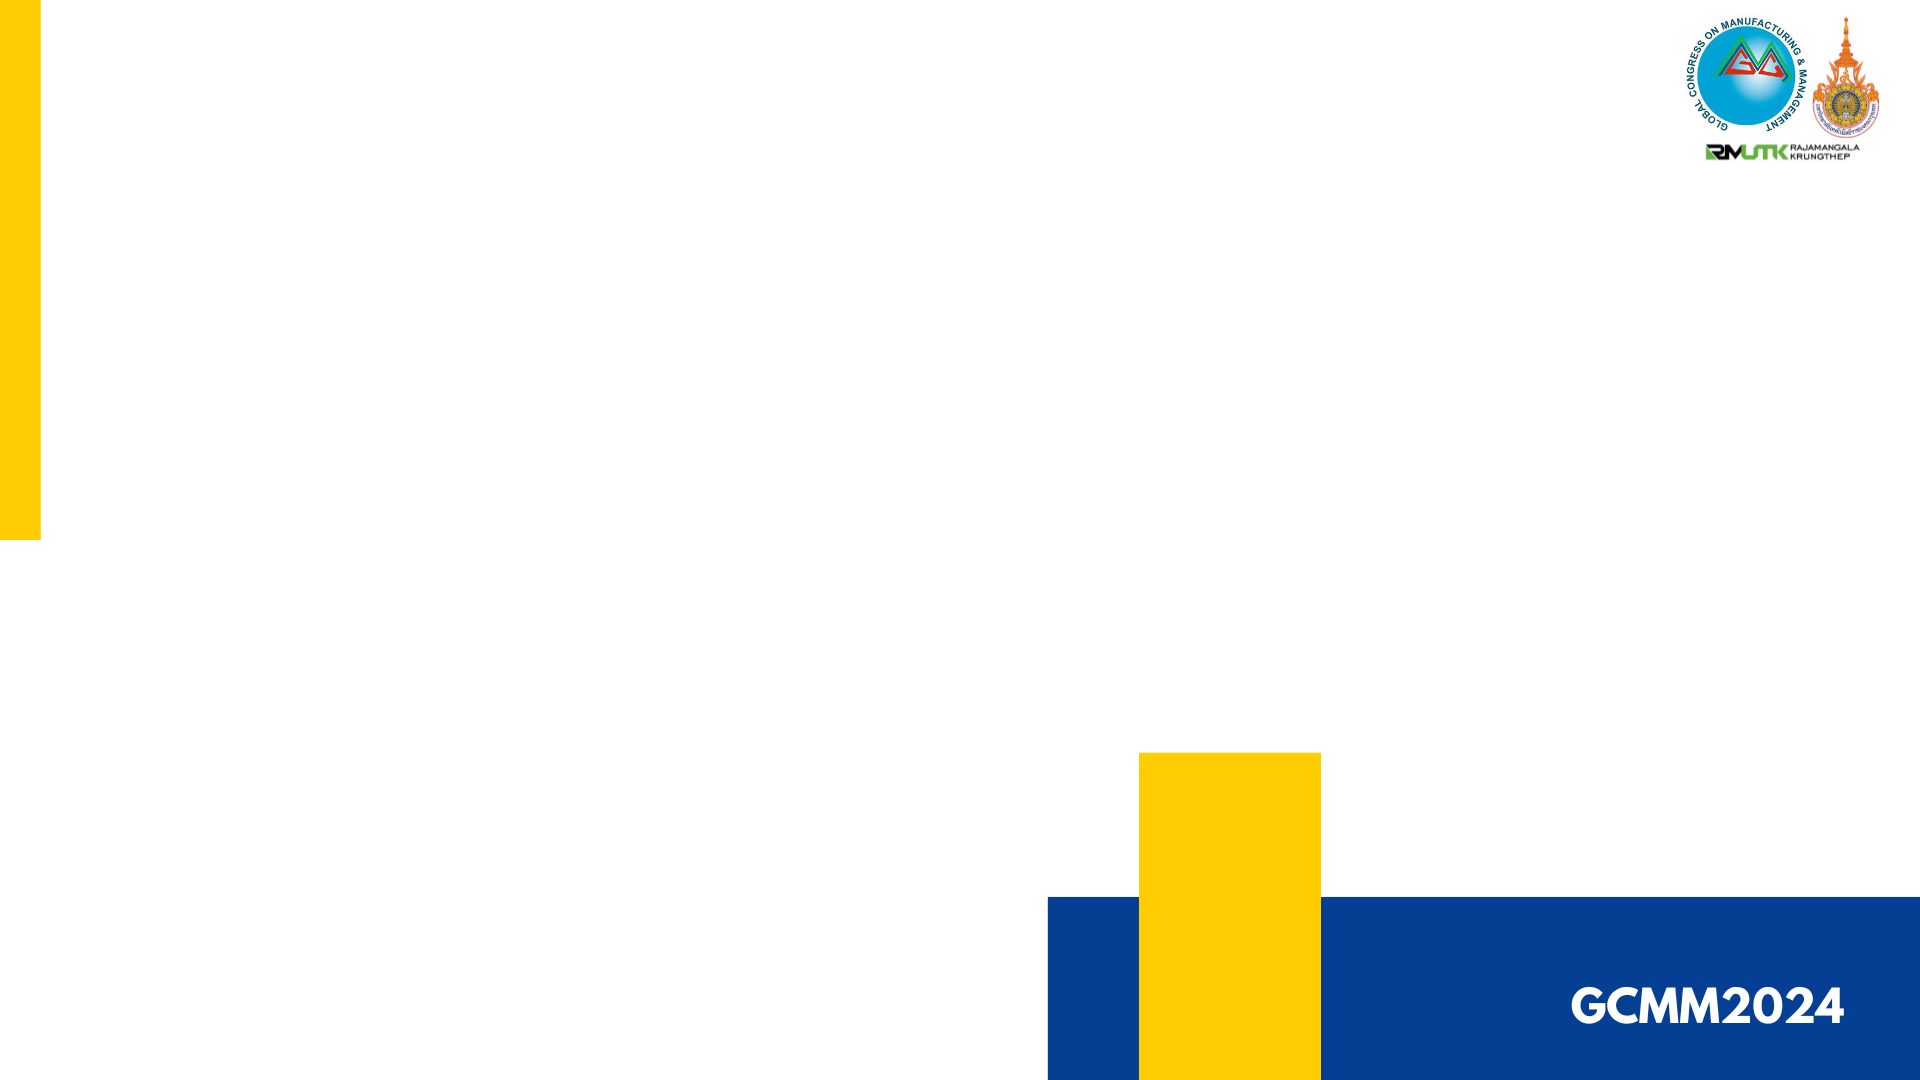 GLOBAL CONGRESS ON MANUFACTURING & MANAGEMENT
RMUTK RAJAMANGALA
KRUNGTHEP
GCMM2024